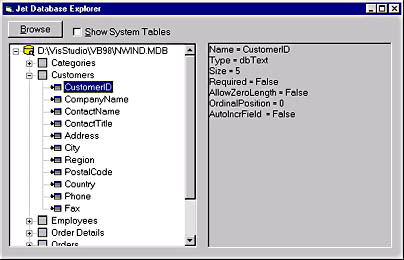 Jet Database Explorer
Browse
Show System Tables
D:\VisStudio\VB98\NWIND.MDB
Categories
Customers
CustomerID
CompanyName
ContactName
ContactTitle
Address
City
Region
PostalCode
Country
Phone
Fax
Employees
Order Details
Orders
Name = CustomerID
Type = dbText
Size = 5
Required = False
AllowZeroLength = False
OrdinalPosition = 0
AutoIncrField = False